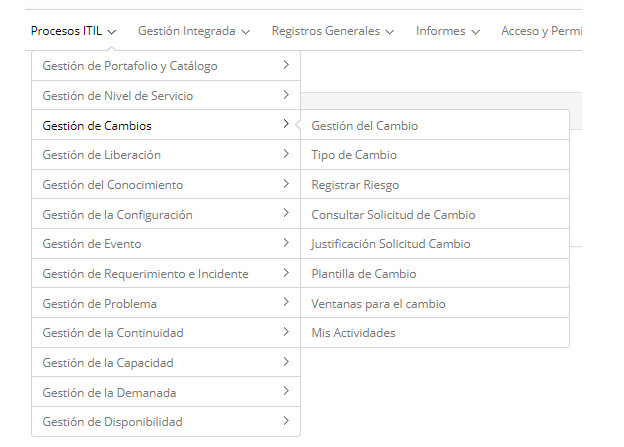 Procesos ITIL Gestión Integrada Registros Generales Informes Acceso y Permi
Gestión de Portafolio y Catálogo
Gestión de Nivel de Servicio
Gestión de Cambios
Gestión de Liberación
Gestión del Conocimiento
Gestión de la Configuración
Gestión de Evento
Gestión de Requerimiento e Incidente
Gestión de Problema
Gestión de la Continuidad
Gestión de la Capacidad
Gestión de la Demanada
Gestión de Disponibilidad
Gestión del Cambio
Tipo de Cambio
Registrar Riesgo
Consultar Solicitud de Cambio
Justificación Solicitud Cambio
Plantilla de Cambio
Ventanas para el cambio
Mis Actividades